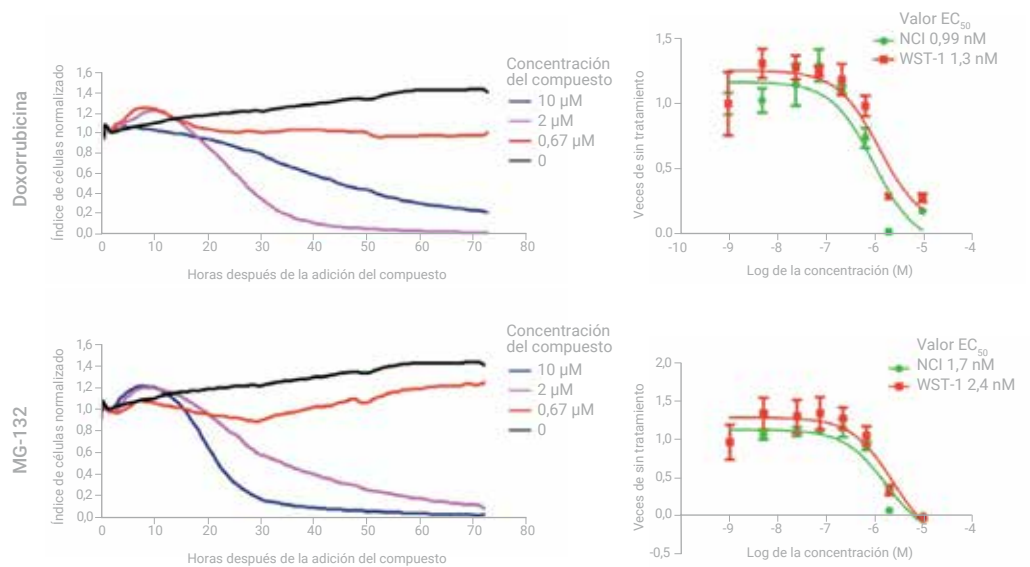 Doxorrubicina
Índice de células normalizado
1,6
1,4
1,2
1,0
0,8
0,6
0,4
0,2
0,0
0 10 20 30 40 50 60 70 80
Horas después de la adición del compuesto
Concentración
del compuesto
10 µM
2 µM
0,67 µM
0
Valor EC50
NCI 0,99 nM
WST-1 1,3 nM
Veces de sin tratamiento
1,5
1,0
0,5
0.0
-10 -9 -8 -7 -6 -5 -4
Log de la concentración (M)
MG-132
Índice de células normalizado
1,6
1,4
1,2
1,0
0,8
0,6
0,4
0,2
0,0
0 10 20 30 40 50 60 70 80
Horas después de la adición del compuesto
Concentración
del compuesto
10 µM
2 µM
0,67 µM
0
Valor EC50
NCI 1,7 nM
WST-1 2,4 nM
Veces de sin tratamiento
2,0
1,5
1,0
0,5
0,0
-0,5
-9 -8 -7 -6 -5 -4
Log de la concentración (M)